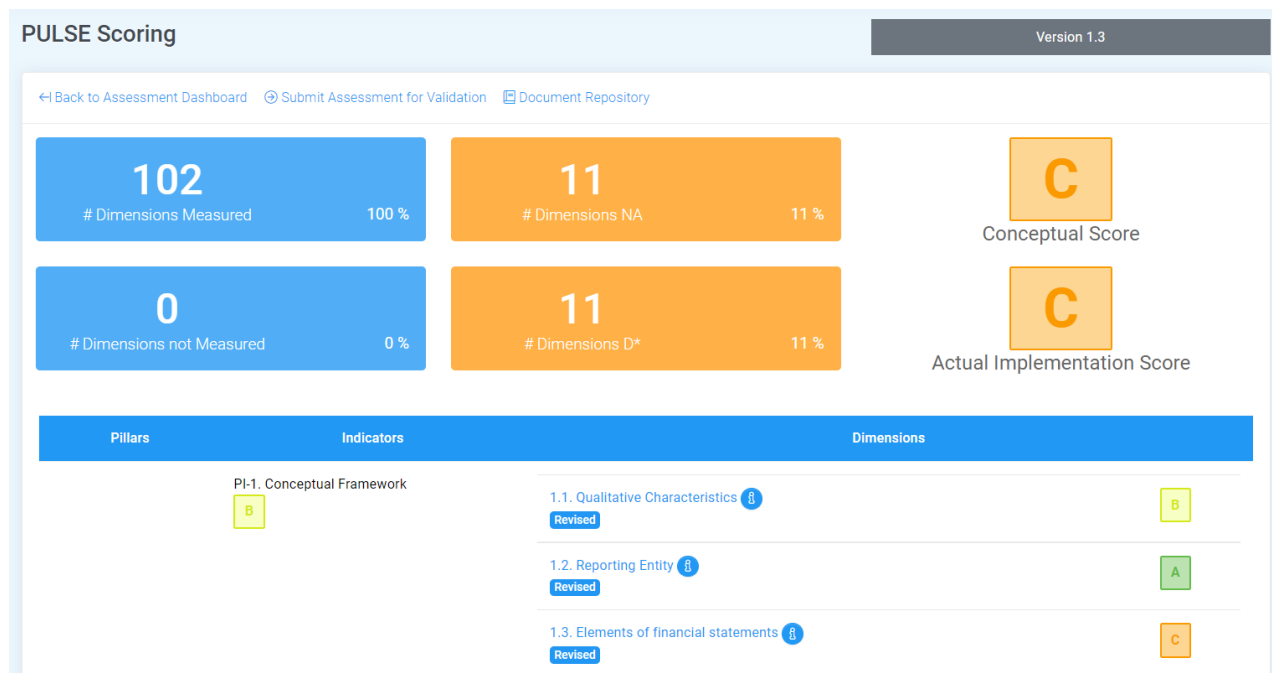 PULSE Scoring
Version 1.3
Back to Assessment Dashboard Submit Assessment for Validation Document Repository
102
# Dimensions Measured 100 %
11
# Dimensions NA 11 %
C
Conceptual Score
0
# Dimensions not Measured 0 %
11
# Dimensions D* 11 %
C
Actual Implementation Score
Pillars Indicators Dimensions
PI-1. Conceptual Framework
B
1.1. Qualitative Characteristics
Revised
B
1.2. Reporting Entity
Revised
A
1.3. Elements of financial statements
Revised
C